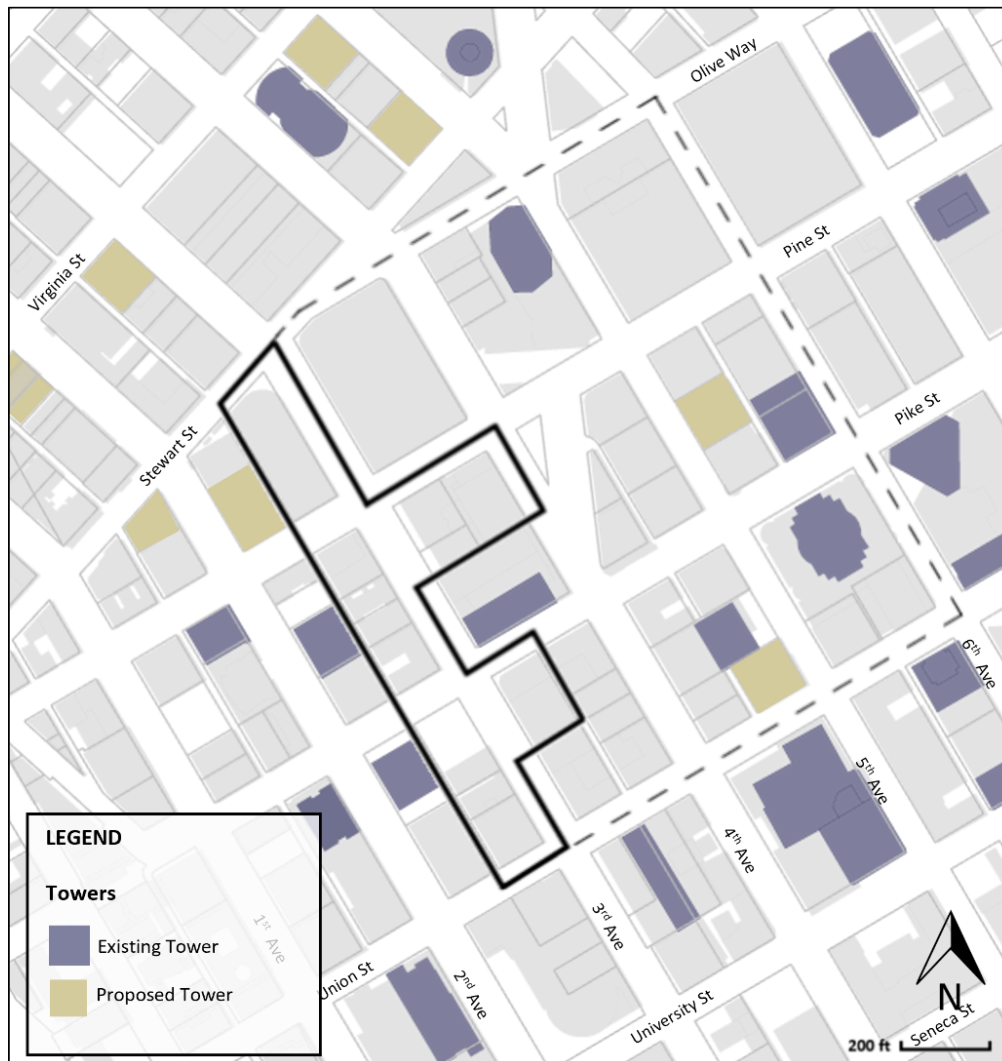 Olive Way
Pine St
Virginia St
Pike St
Stewart St
6th Ave
5th Ave
4th Ave
3rd Ave
2nd Ave
1st Ave
Union St
University St
Seneca St
LEGEND
Towers
Existing Tower
Proposed Tower
N
200 ft